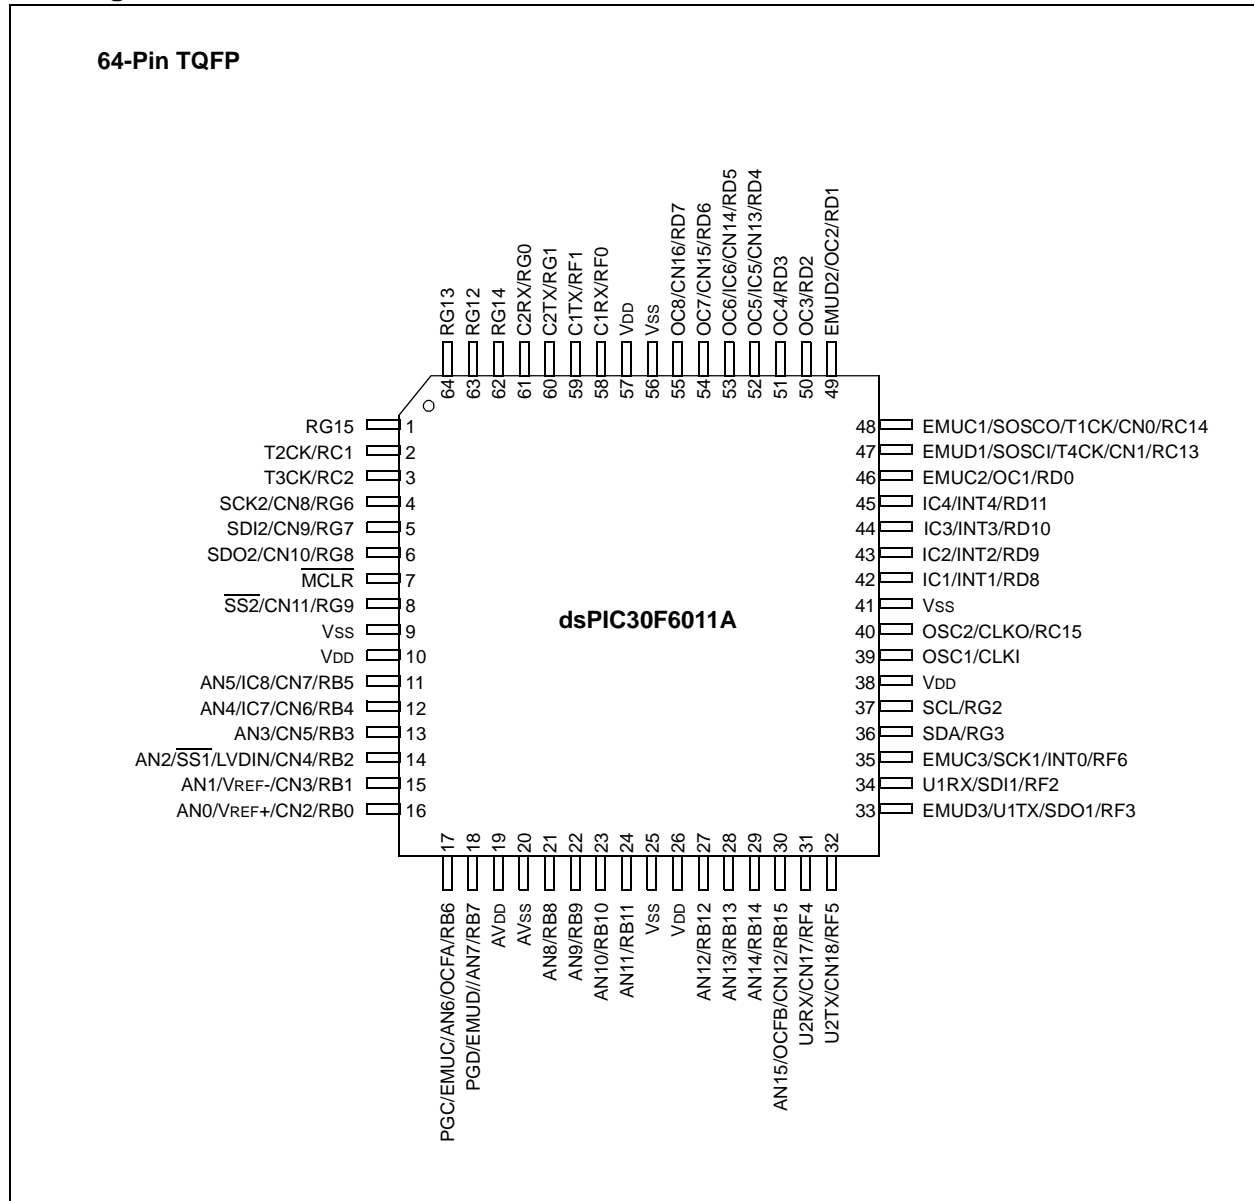 64-Pin TQFP
RG13
RG12
RG14
C2RX/RG0
C2TX/RG1
C1TX/RF1
C1RX/RF0
VDD
VSS
OC8/CN16/RD7
OC7/CN15/RD6
OC6/IC6/CN14/RD5
OC5/IC5/CN13/RD4
OC4/RD3
OC3/RD2
EMUD2/OC2/RD1
64
63
62
61
60
59
58
57
56
55
54
53
52
51
50
49
RG15 1
T2CK/RC1 2
T3CK/RC2 3
SCK2/CN8/RG6 4
SDI2/CN9/RG7 5
SDO2/CN10/RG8 6
MCLR 7
SS2/CN11/RG9 8
VSS 9
VDD 10
AN5/IC8/CN7/RB5 11
AN4/IC7/CN6/RB4 12
AN3/CN5/RB3 13
AN2/SS1/LVDIN/CN4/RB2 14
AN1/VREF-/CN3/RB1 15
AN0/VREF+/CN2/RB0 16
dsPIC30F6011A
48 EMUC1/SOSCO/T1CK/CN0/RC14
47 EMUD1/SOSCI/T4CK/CN1/RC13
46 EMUC2/OC1/RD0
45 IC4/INT4/RD11
44 IC3/INT3/RD10
43 IC2/INT2/RD9
42 IC1/INT1/RD8
41 VSS
40 OSC2/CLKO/RC15
39 OSC1/CLKI
38 VDD
37 SCL/RG2
36 SDA/RG3
35 EMUC3/SCK1/INT0/RF6
34 U1RX/SDI1/RF2
33 EMUD3/U1TX/SDO1/RF3
17
18
19
20
21
22
23
24
25
26
27
28
29
30
31
32
PGC/EMUC/AN6/OCFA/RB6
PGD/EMUD//AN7/RB7
AVDD
AVSS
AN8/RB8
AN9/RB9
AN10/RB10
AN11/RB11
VSS
VDD
AN12/RB12
AN13/RB13
AN14/RB14
AN15/OCFB/CN12/RB15
U2RX/CN17/RF4
U2TX/CN18/RF5